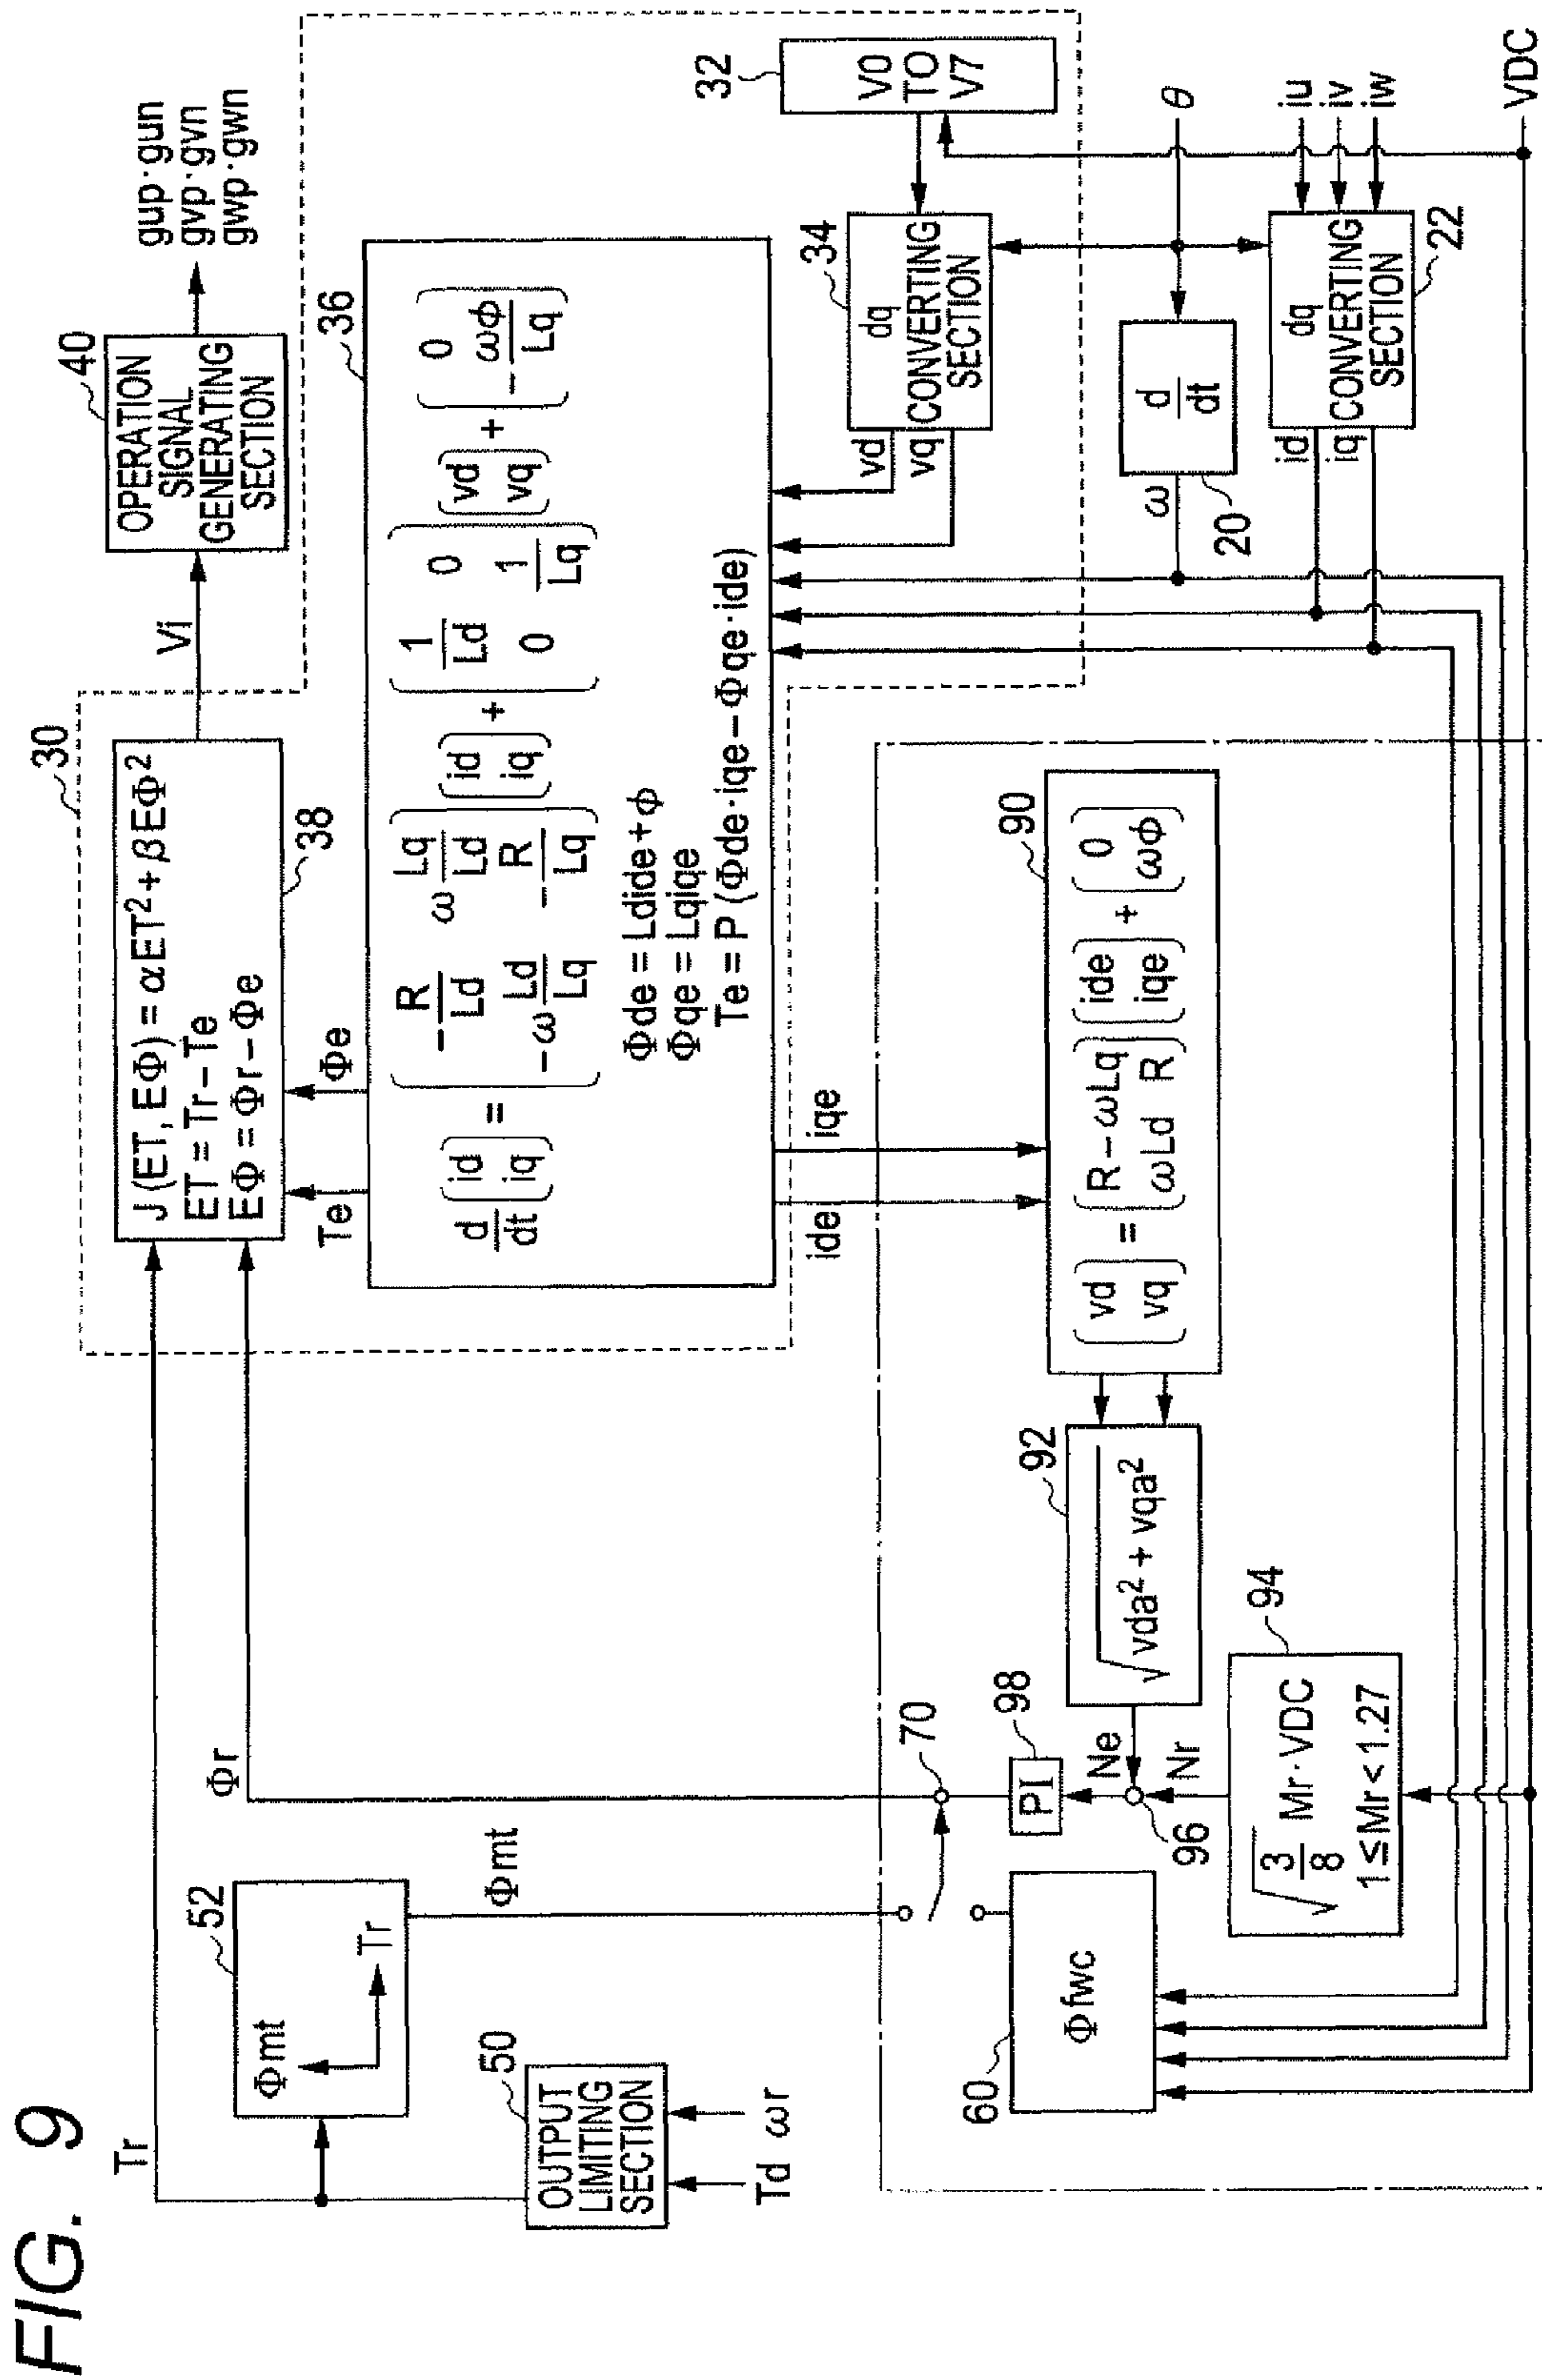 FIG. 9
Tr
Φr
52
Φmt
Tr
Φmt
50
OUTPUT
LIMITING
SECTION
Td ωr
30
J (ET, EΦ) = αET² + βEΦ²
ET = Tr − Te
EΦ = Φr − Φe
38
Vi
40
OPERATION
SIGNAL
GENERATING
SECTION
gup·gun
gvp·gvn
gwp·gwn
Te
Φe
36
d/dt (id iq) = (−R/Ld ωLq/Ld −ωLd/Lq −R/Lq) (id iq) + (1/Ld 0 0 1/Lq) (vd vq) + (0 −ωφ/Lq)
Φde = Ldide + φ
Φqe = Lqiqe
Te = P (Φde·iqe − Φqe·ide)
32
V0
TO
V7
34
dq
CONVERTING
SECTION
vd
vq
θ
d/dt
20
ω
iu
iv
iw
dq
CONVERTING
SECTION
22
id
iq
VDC
ide
iqe
90
(vd vq) = (R −ωLq ωLd R) (ide iqe) + (0 ωφ)
92
√vda² + vqa²
70
98
PI
Ne
Nr
96
94
√3/8 Mr·VDC
1 ≤ Mr < 1.27
60
Φfwc